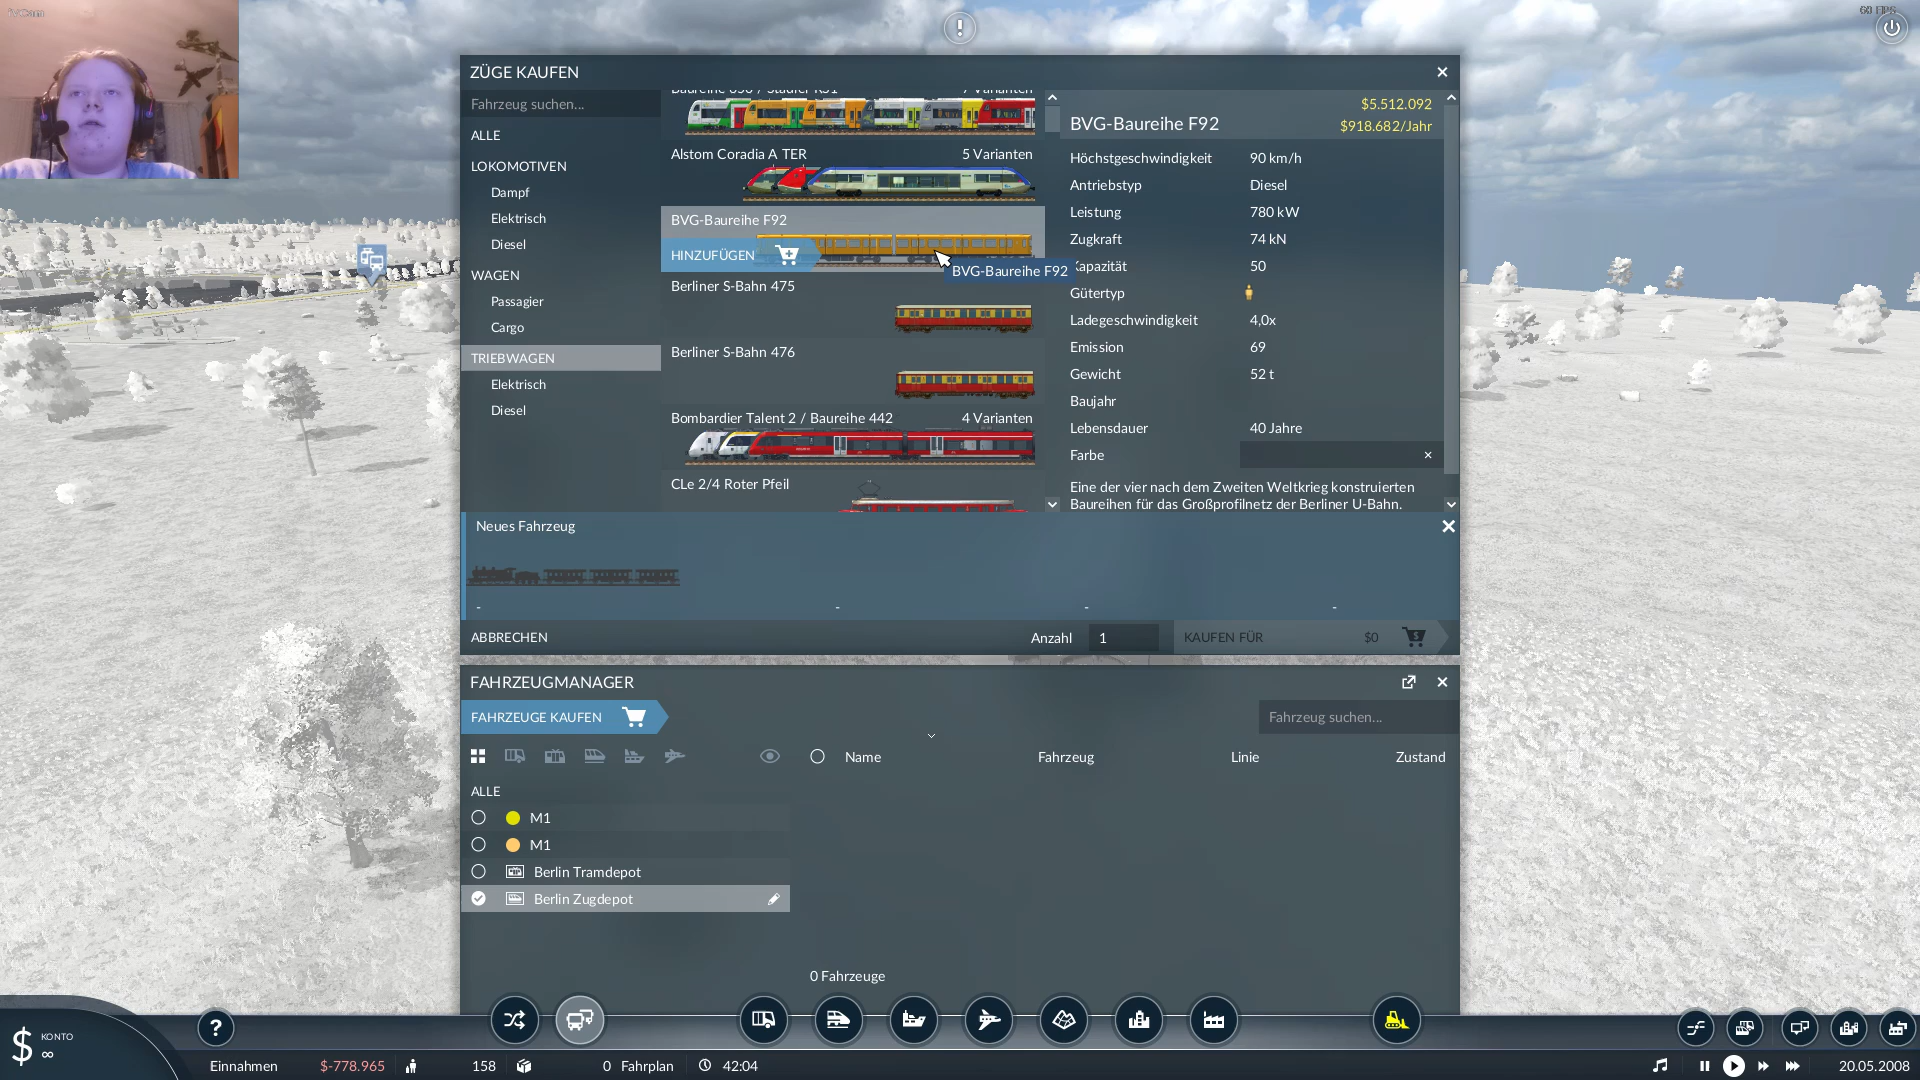 ZÜGE KAUFEN
Fahrzeug suchen...
ALLE
LOKOMOTIVEN
Dampf
Elektrisch
Diesel
WAGEN
Passagier
Cargo
TRIEBWAGEN
Elektrisch
Diesel
Alstom Coradia A TER 5 Varianten
BVG-Baureihe F92
HINZUFÜGEN
BVG-Baureihe F92
Berliner S-Bahn 475
Berliner S-Bahn 476
Bombardier Talent 2 / Baureihe 442 4 Varianten
CLe 2/4 Roter Pfeil
$5.512.092
BVG-Baureihe F92 $918.682/Jahr
Höchstgeschwindigkeit 90 km/h
Antriebstyp Diesel
Leistung 780 kW
Zugkraft 74 kN
Kapazität 50
Gütertyp
Ladegeschwindigkeit 4,0x
Emission 69
Gewicht 52 t
Baujahr
Lebensdauer 40 Jahre
Farbe
Eine der vier nach dem Zweiten Weltkrieg konstruierten
Baureihen für das Großprofilnetz der Berliner U-Bahn.
Neues Fahrzeug
- - - -
ABBRECHEN Anzahl 1 KAUFEN FÜR $0
FAHRZEUGMANAGER
FAHRZEUGE KAUFEN Fahrzeug suchen...
Name Fahrzeug Linie Zustand
ALLE
M1
M1
Berlin Tramdepot
Berlin Zugdepot
0 Fahrzeuge
$ KONTO
∞
?
Einnahmen $-778.965 158 0 Fahrplan 42:04 20.05.2008